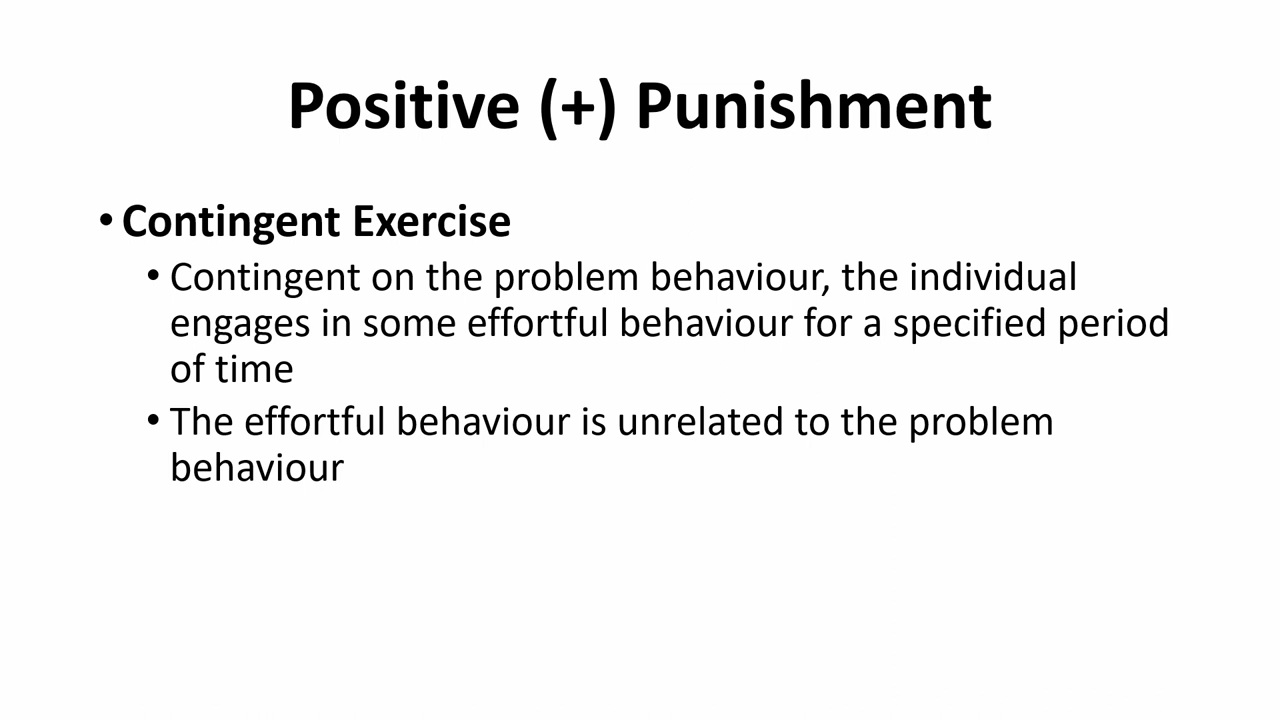 Positive (+) Punishment
• Contingent Exercise
• Contingent on the problem behaviour, the individual
engages in some effortful behaviour for a specified period
of time
• The effortful behaviour is unrelated to the problem
behaviour